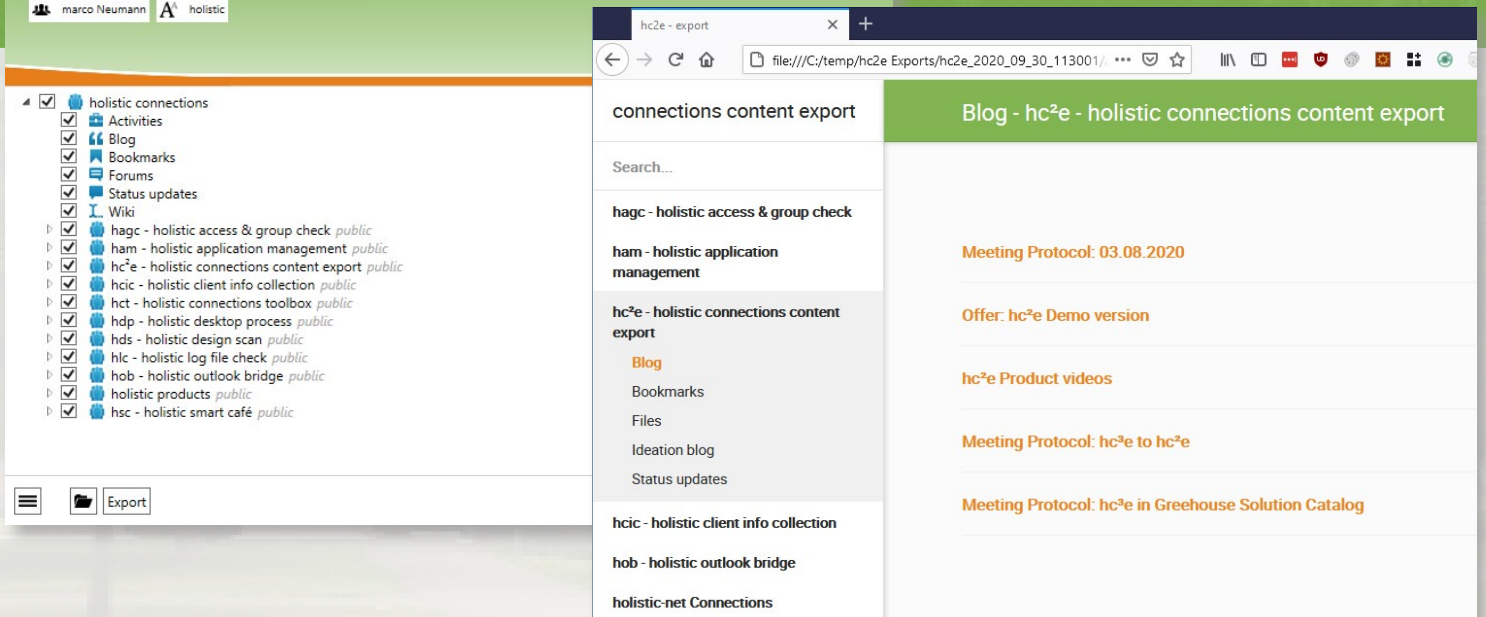 marco Neumann
A^A holistic
holistic connections
Activities
Blog
Bookmarks
Forums
Status updates
Wiki
hagc - holistic access & group check public
ham - holistic application management public
hc²e - holistic connections content export public
hcic - holistic client info collection public
hct - holistic connections toolbox public
hdp - holistic desktop process public
hds - holistic design scan public
hlc - holistic log file check public
hob - holistic outlook bridge public
holistic products public
hsc - holistic smart café public
Export
hc2e - export
file:///C:/temp/hc2e Exports/hc2e_2020_09_30_113001/
connections content export
Search...
hagc - holistic access & group check
ham - holistic application
management
hc²e - holistic connections content
export
Blog
Bookmarks
Files
Ideation blog
Status updates
hcic - holistic client info collection
hob - holistic outlook bridge
holistic-net Connections
Blog - hc²e - holistic connections content export
Meeting Protocol: 03.08.2020
Offer: hc²e Demo version
hc²e Product videos
Meeting Protocol: hc³e to hc²e
Meeting Protocol: hc³e in Greehouse Solution Catalog